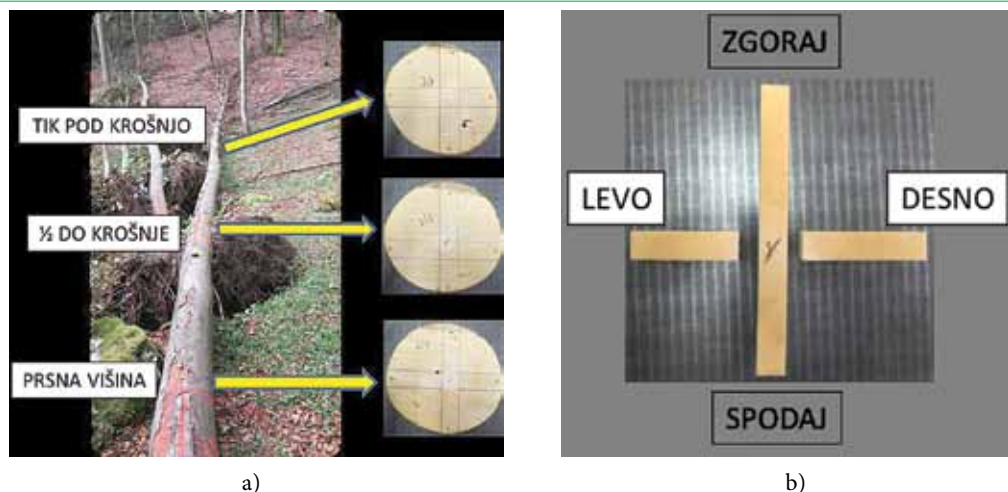 TIK POD KROŠNJO
½ DO KROŠNJE
PRSNA VIŠINA
a)
ZGORAJ
LEVO
DESNO
SPODAJ
b)